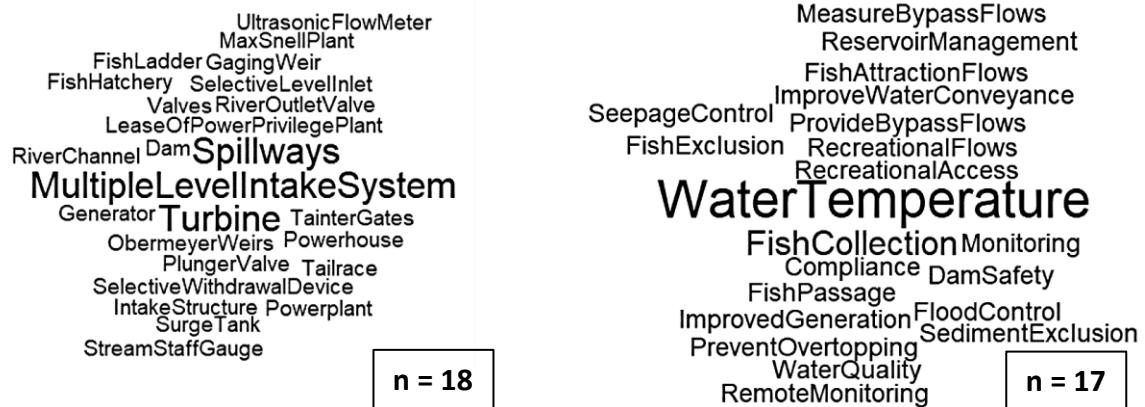 UltrasonicFlowMeter
MaxSnellPlant
FishLadder GagingWeir
FishHatchery SelectiveLevelInlet
Valves RiverOutletValve
LeaseOfPowerPrivilegePlant
RiverChannel Dam Spillways
MultipleLevelIntakeSystem
Generator Turbine TainterGates
ObermeyerWeirs Powerhouse
PlungerValve Tailrace
SelectiveWithdrawalDevice
IntakeStructure Powerplant
SurgeTank
StreamStaffGauge
n = 18
MeasureBypassFlows
ReservoirManagement
FishAttractionFlows
ImproveWaterConveyance
SeepageControl ProvideBypassFlows
FishExclusion RecreationalFlows
RecreationalAccess
WaterTemperature
FishCollection Monitoring
Compliance DamSafety
FishPassage
ImprovedGeneration FloodControl
SedimentExclusion
PreventOvertopping
WaterQuality
RemoteMonitoring
n = 17